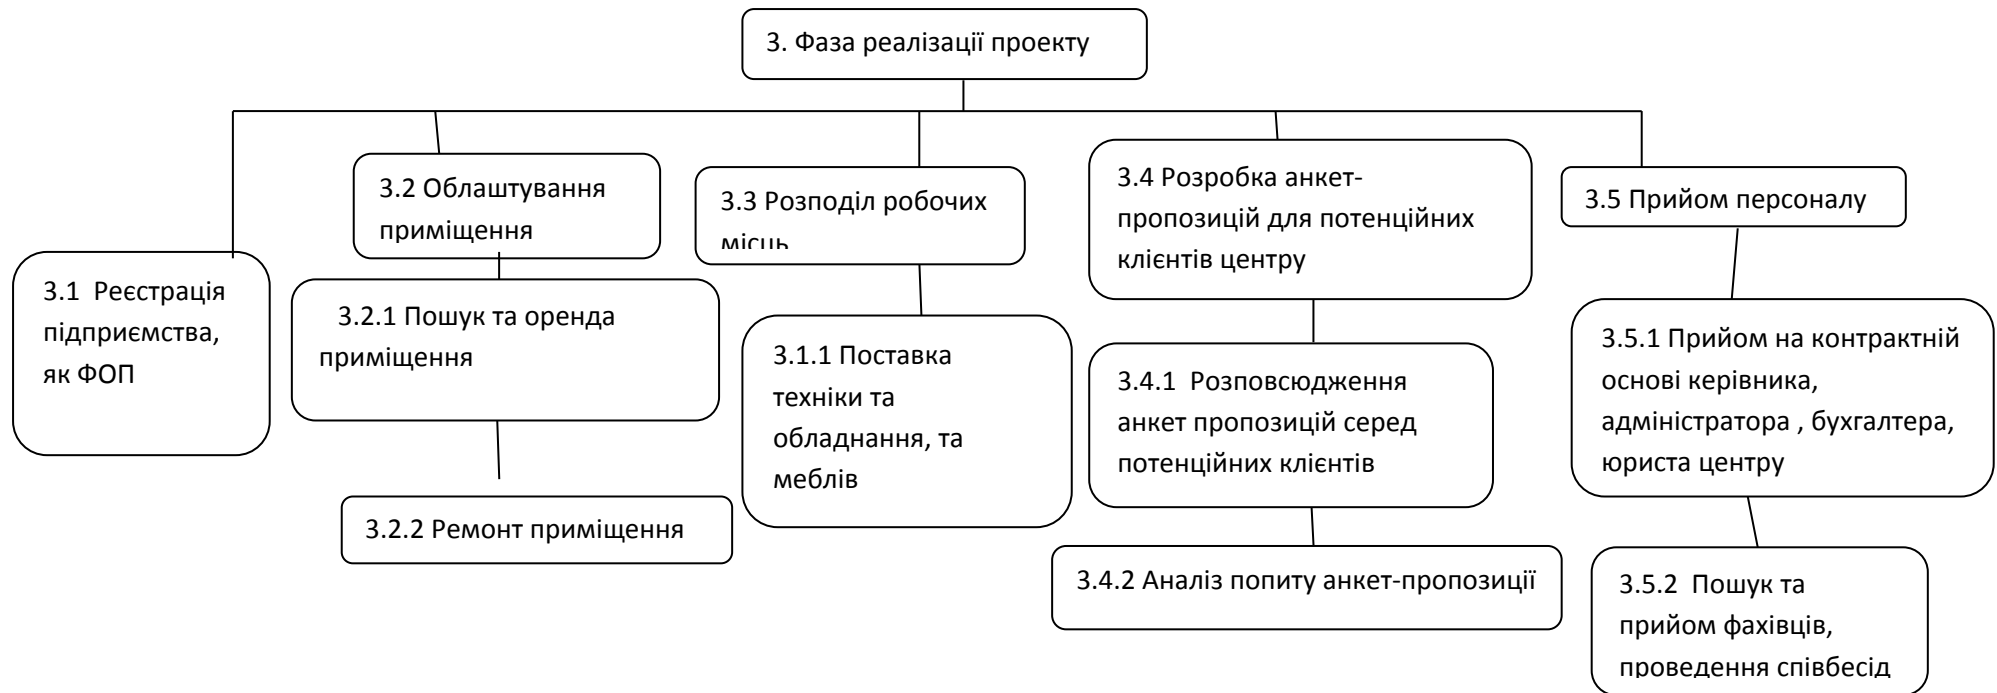 3. Фаза реалізації проекту
3.1 Реєстрація
підприємства,
як ФОП
3.2 Облаштування
приміщення
3.2.1 Пошук та оренда
приміщення
3.2.2 Ремонт приміщення
3.3 Розподіл робочих
місць
3.1.1 Поставка
техніки та
обладнання, та
меблів
3.4 Розробка анкет-
пропозицій для потенційних
клієнтів центру
3.4.1 Розповсюдження
анкет пропозицій серед
потенційних клієнтів
3.4.2 Аналіз попиту анкет-пропозиції
3.5 Прийом персоналу
3.5.1 Прийом на контрактній
основі керівника,
адміністратора , бухгалтера,
юриста центру
3.5.2 Пошук та
прийом фахівців,
проведення співбесід